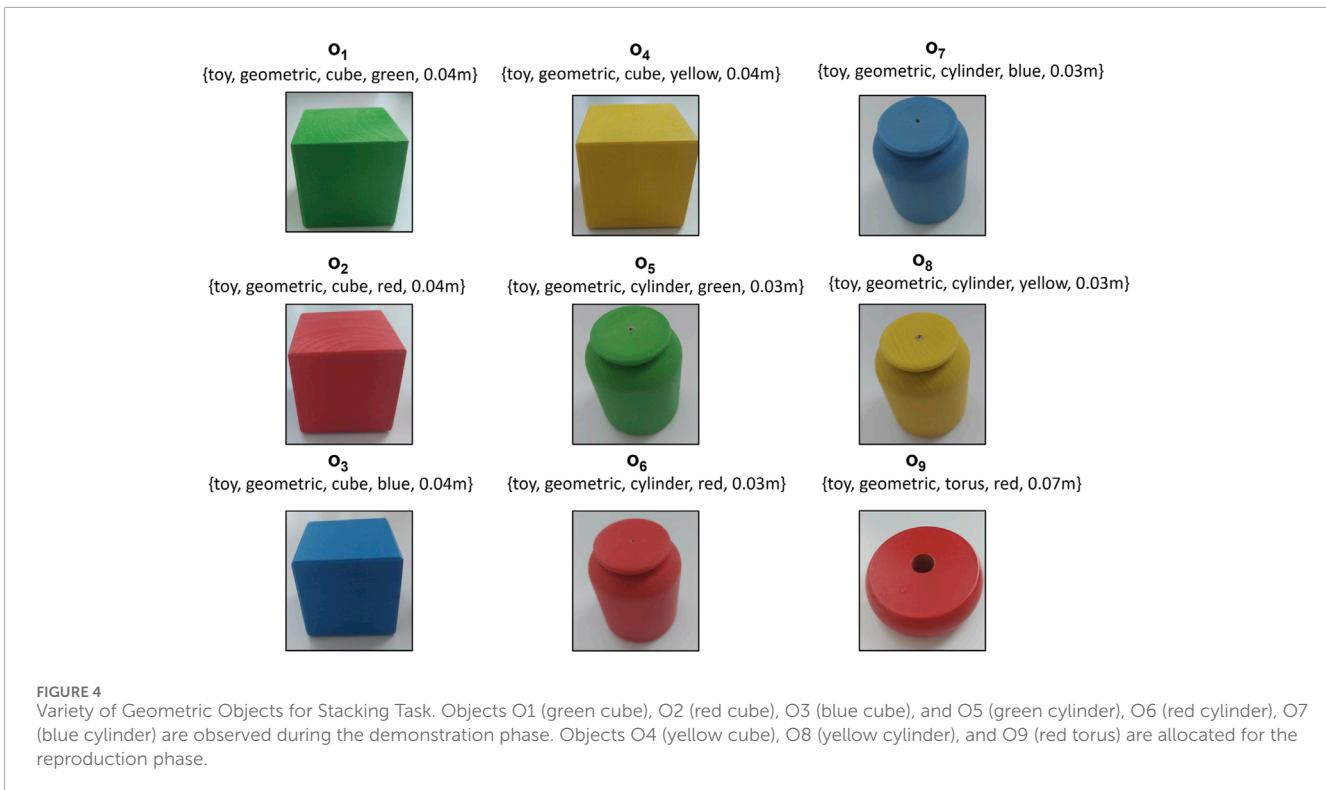 O1 O4 O7
{toy, geometric, cube, green, 0.04m} {toy, geometric, cube, yellow, 0.04m} {toy, geometric, cylinder, blue, 0.03m}
O2 O5 O8
{toy, geometric, cube, red, 0.04m} {toy, geometric, cylinder, green, 0.03m} {toy, geometric, cylinder, yellow, 0.03m}
O3 O6 O9
{toy, geometric, cube, blue, 0.04m} {toy, geometric, cylinder, red, 0.03m} {toy, geometric, torus, red, 0.07m}
FIGURE 4
Variety of Geometric Objects for Stacking Task. Objects O1 (green cube), O2 (red cube), O3 (blue cube), and O5 (green cylinder), O6 (red cylinder), O7
(blue cylinder) are observed during the demonstration phase. Objects O4 (yellow cube), O8 (yellow cylinder), and O9 (red torus) are allocated for the
reproduction phase.